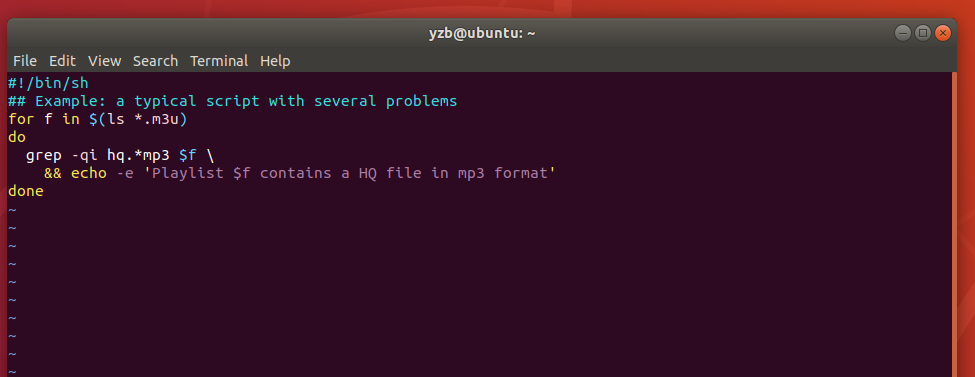 yzb@ubuntu: ~
File Edit View Search Terminal Help
#!/bin/sh
## Example: a typical script with several problems
for f in $(ls *.m3u)
do
  grep -qi hq.*mp3 $f \
    && echo -e 'Playlist $f contains a HQ file in mp3 format'
done
~
~
~
~
~
~
~
~
~
~